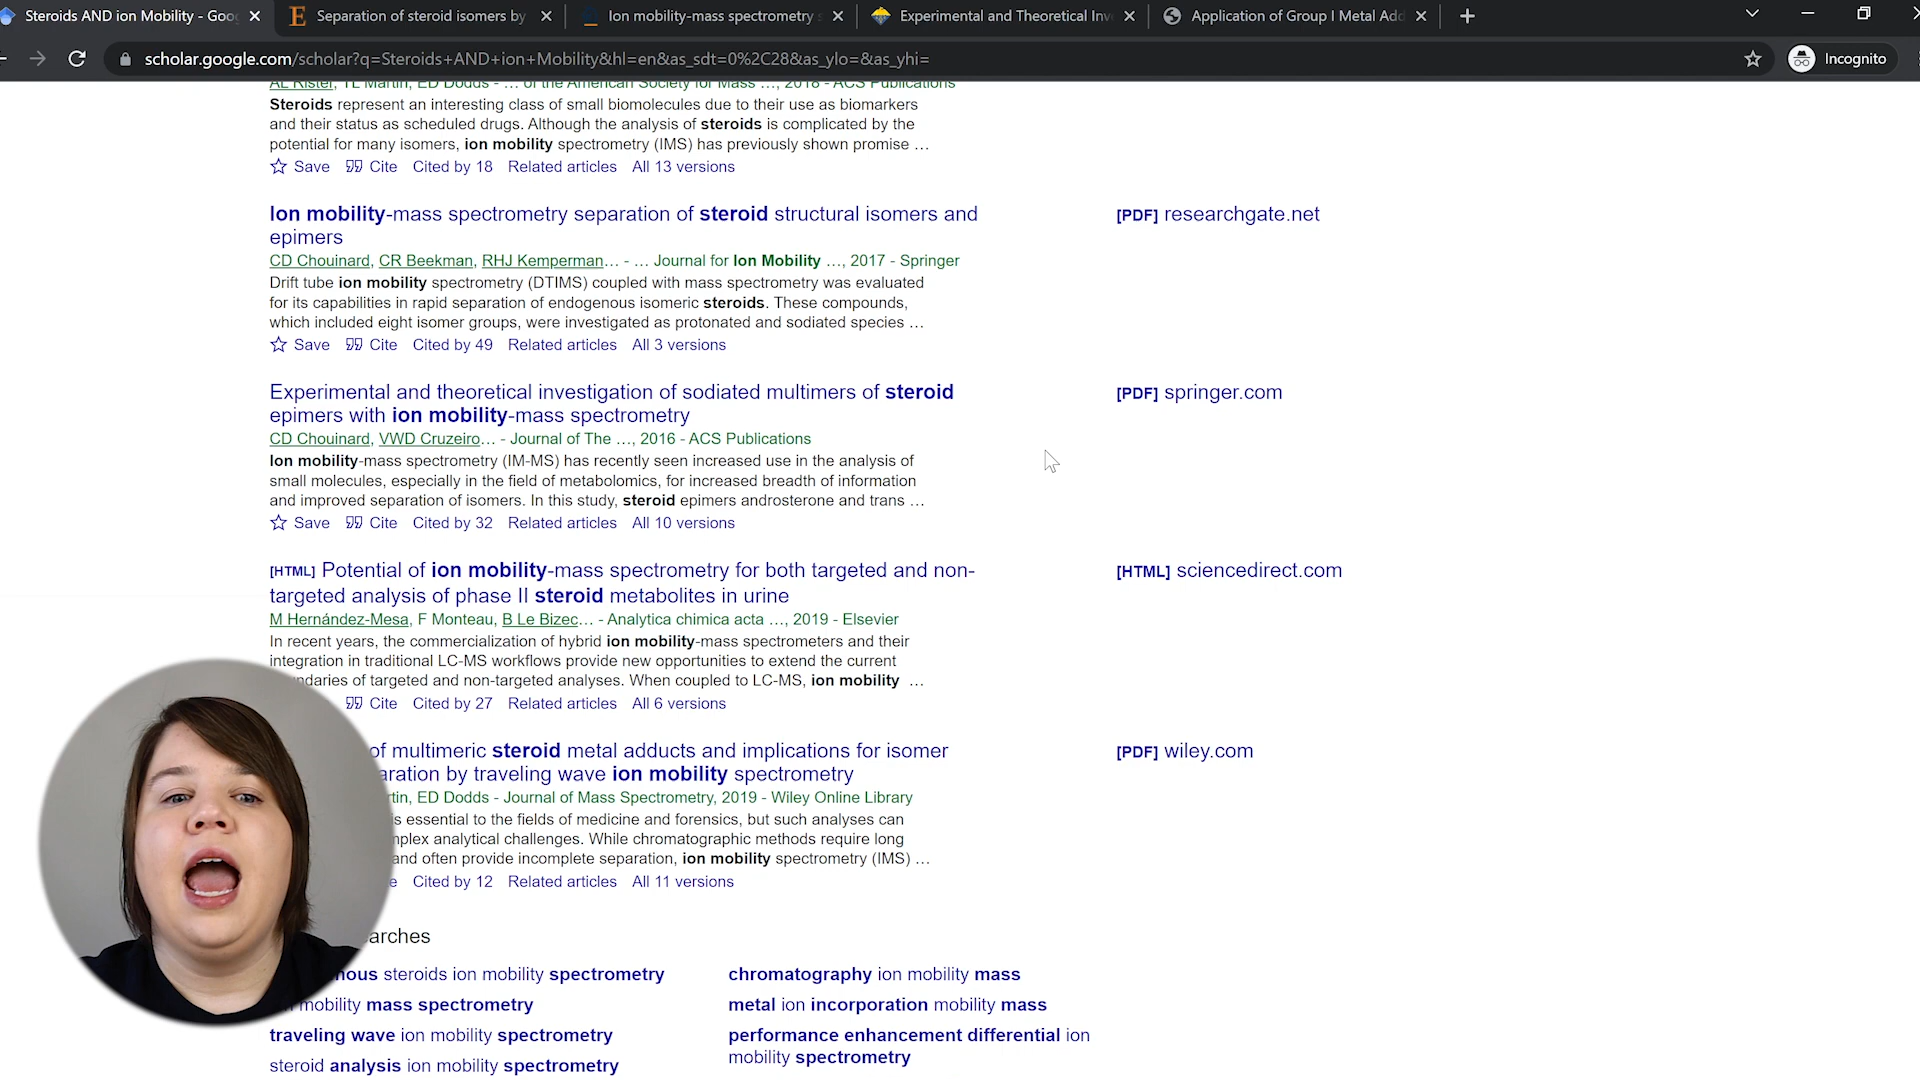 Steroids AND ion Mobility - Goo
Separation of steroid isomers by
Ion mobility-mass spectrometry s
Experimental and Theoretical Inv
Application of Group I Metal Add
scholar.google.com/scholar?q=Steroids+AND+ion+Mobility&hl=en&as_sdt=0%2C28&as_ylo=&as_yhi=
Incognito
AL Rister, TL Martin, ED Dodds - … of the American Society for Mass …, 2018 - ACS Publications
Steroids represent an interesting class of small biomolecules due to their use as biomarkers
and their status as scheduled drugs. Although the analysis of steroids is complicated by the
potential for many isomers, ion mobility spectrometry (IMS) has previously shown promise …
Save Cite Cited by 18 Related articles All 13 versions
Ion mobility-mass spectrometry separation of steroid structural isomers and
epimers
[PDF] researchgate.net
CD Chouinard, CR Beekman, RHJ Kemperman… - … Journal for Ion Mobility …, 2017 - Springer
Drift tube ion mobility spectrometry (DTIMS) coupled with mass spectrometry was evaluated
for its capabilities in rapid separation of endogenous isomeric steroids. These compounds,
which included eight isomer groups, were investigated as protonated and sodiated species …
Save Cite Cited by 49 Related articles All 3 versions
Experimental and theoretical investigation of sodiated multimers of steroid
epimers with ion mobility-mass spectrometry
[PDF] springer.com
CD Chouinard, VWD Cruzeiro… - Journal of The …, 2016 - ACS Publications
Ion mobility-mass spectrometry (IM-MS) has recently seen increased use in the analysis of
small molecules, especially in the field of metabolomics, for increased breadth of information
and improved separation of isomers. In this study, steroid epimers androsterone and trans …
Save Cite Cited by 32 Related articles All 10 versions
[HTML] Potential of ion mobility-mass spectrometry for both targeted and non-
targeted analysis of phase II steroid metabolites in urine
[HTML] sciencedirect.com
M Hernández-Mesa, F Monteau, B Le Bizec… - Analytica chimica acta …, 2019 - Elsevier
In recent years, the commercialization of hybrid ion mobility-mass spectrometers and their
integration in traditional LC-MS workflows provide new opportunities to extend the current
ndaries of targeted and non-targeted analyses. When coupled to LC-MS, ion mobility …
Cite Cited by 27 Related articles All 6 versions
of multimeric steroid metal adducts and implications for isomer
aration by traveling wave ion mobility spectrometry
[PDF] wiley.com
rtin, ED Dodds - Journal of Mass Spectrometry, 2019 - Wiley Online Library
s essential to the fields of medicine and forensics, but such analyses can
mplex analytical challenges. While chromatographic methods require long
and often provide incomplete separation, ion mobility spectrometry (IMS) …
e Cited by 12 Related articles All 11 versions
arches
nous steroids ion mobility spectrometry
mobility mass spectrometry
traveling wave ion mobility spectrometry
steroid analysis ion mobility spectrometry
chromatography ion mobility mass
metal ion incorporation mobility mass
performance enhancement differential ion
mobility spectrometry